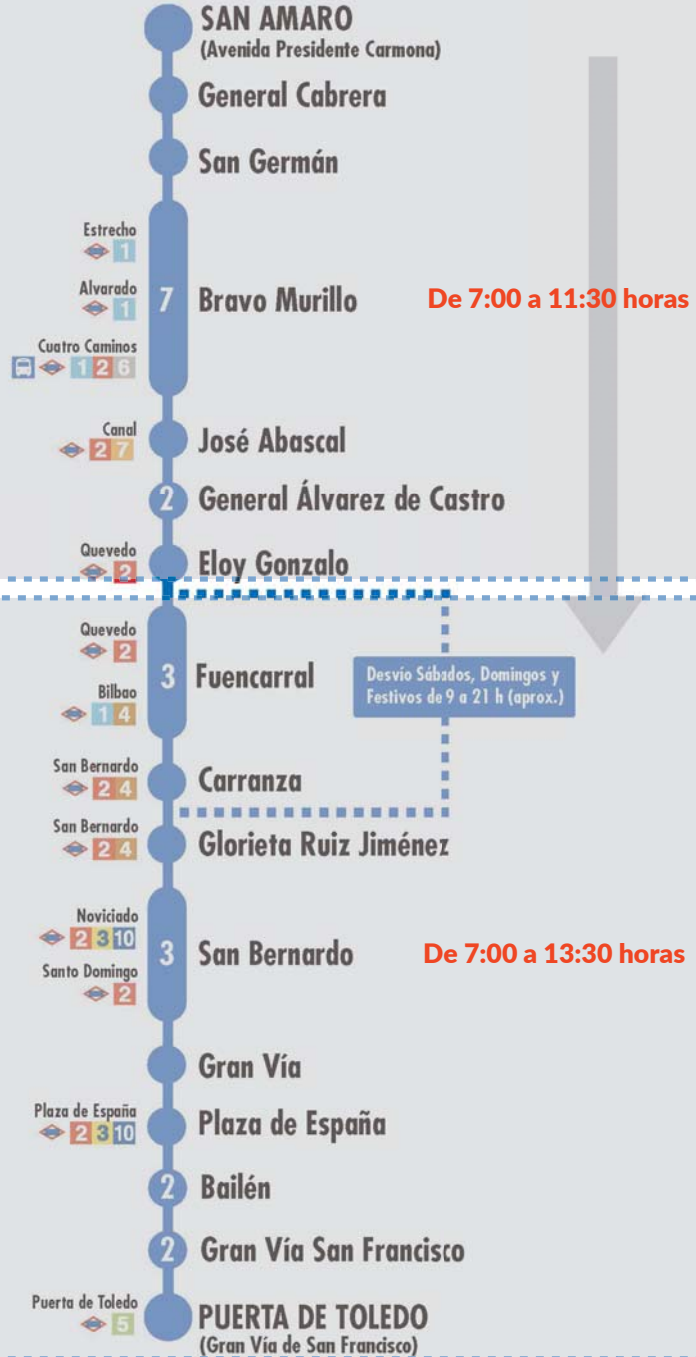 SAN AMARO
(Avenida Presidente Carmona)
General Cabrera
San Germán
Estrecho
1
Alvarado
1
7 Bravo Murillo
De 7:00 a 11:30 horas
Cuatro Caminos
1 2 6
Canal
2 7
José Abascal
2 General Álvarez de Castro
Quevedo
2
Eloy Gonzalo
Quevedo
2
3 Fuencarral
Desvío Sábados, Domingos y
Festivos de 9 a 21 h (aprox.)
Bilbao
1 4
San Bernardo
2 4
Carranza
San Bernardo
2 4
Glorieta Ruiz Jiménez
Noviciado
2 3 10
3 San Bernardo
De 7:00 a 13:30 horas
Santo Domingo
2
Gran Vía
Plaza de España
2 3 10
Plaza de España
2 Bailén
2 Gran Vía San Francisco
Puerta de Toledo
5
PUERTA DE TOLEDO
(Gran Vía de San Francisco)